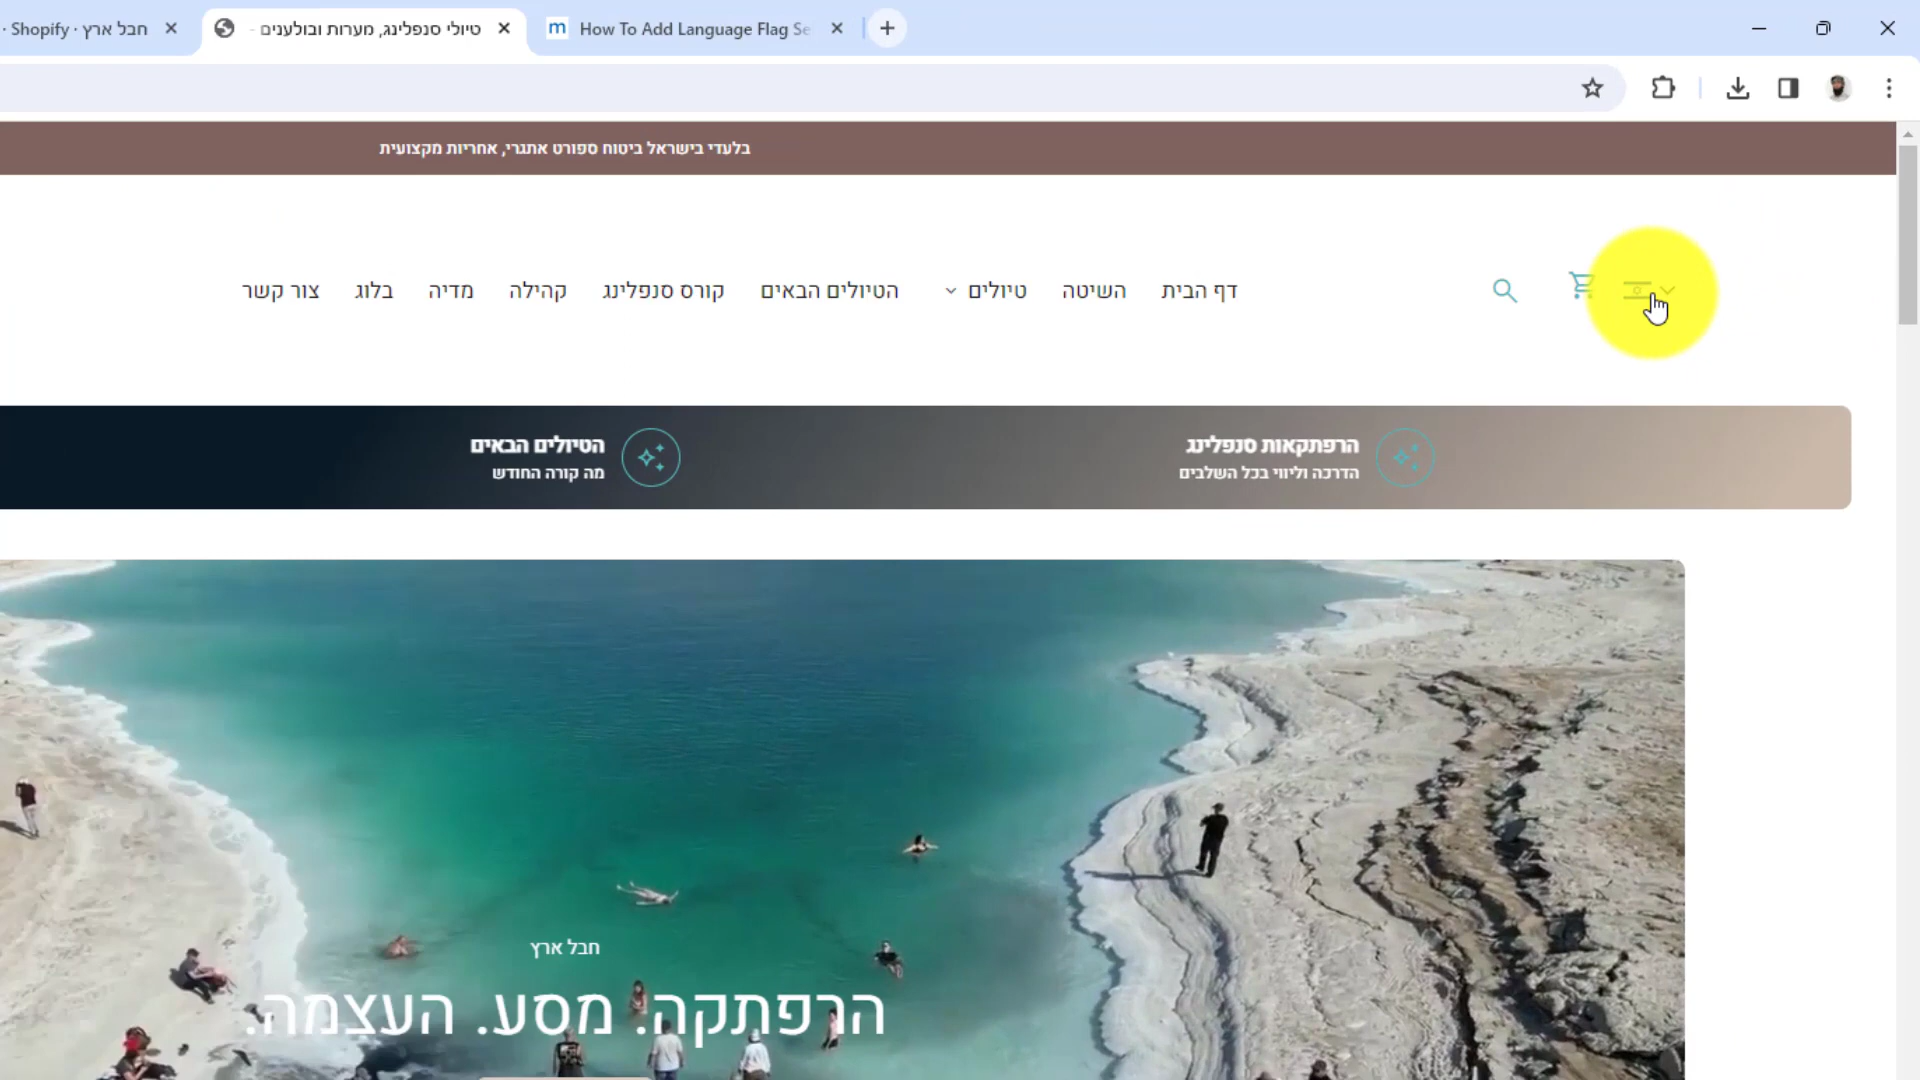 חבל ארץ · Shopify ·
טיולי סנפלינג, מערות ובולענים -
How To Add Language Flag Se
בלעדי בישראל ביטוח ספורט אתגרי, אחריות מקצועית
דף הבית השיטה טיולים הטיולים הבאים קורס סנפלינג קהילה מדיה בלוג צור קשר
הרפתקאות סנפלינג
הדרכה וליווי בכל השלבים
הטיולים הבאים
מה קורה החודש
חבל ארץ
הרפתקה. מסע. העצמה.